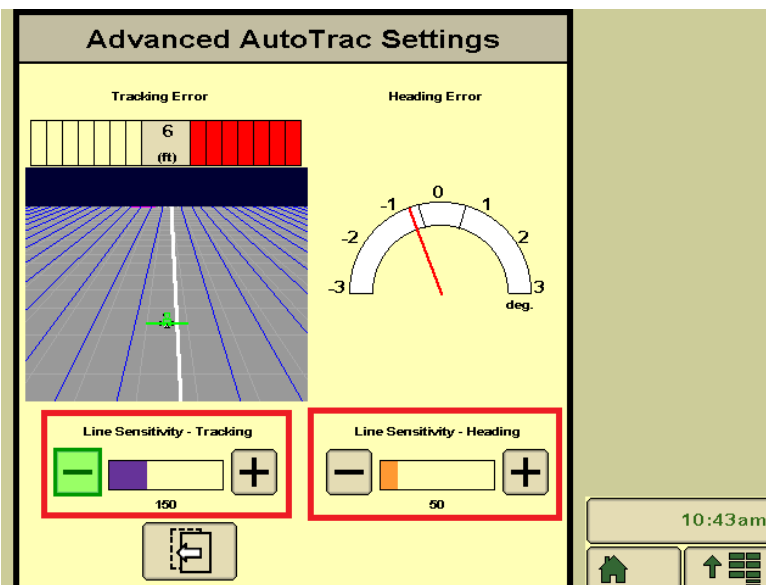 Advanced AutoTrac Settings
Tracking Error
Heading Error
6
(ft)
-3
-2
-1
0
1
2
3
deg.
Line Sensitivity - Tracking
150
Line Sensitivity - Heading
50
10:43am